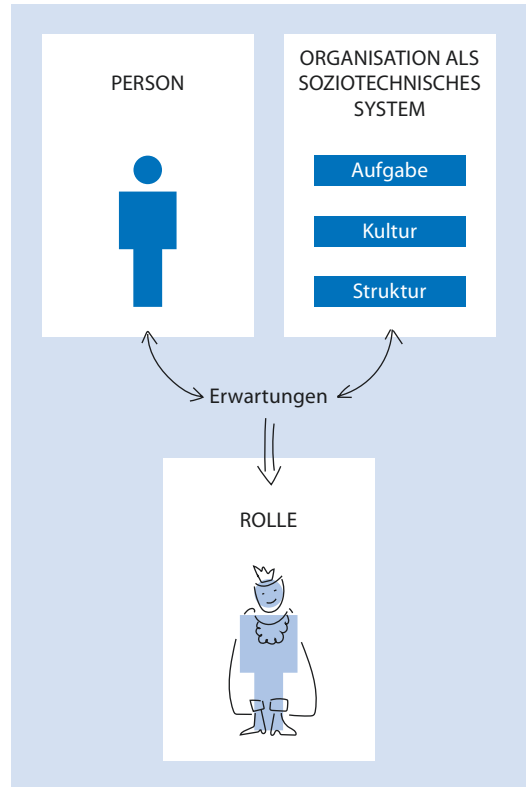 PERSON
ORGANISATION ALS
SOZIOTECHNISCHES
SYSTEM
Aufgabe
Kultur
Struktur
Erwartungen
ROLLE